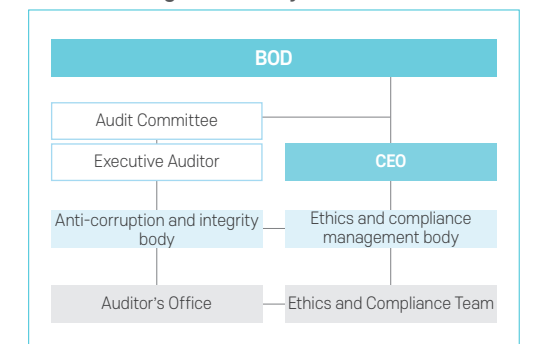 BOD
Audit Committee
Executive Auditor
CEO
Anti-corruption and integrity
body
Ethics and compliance
management body
Auditor's Office
Ethics and Compliance Team